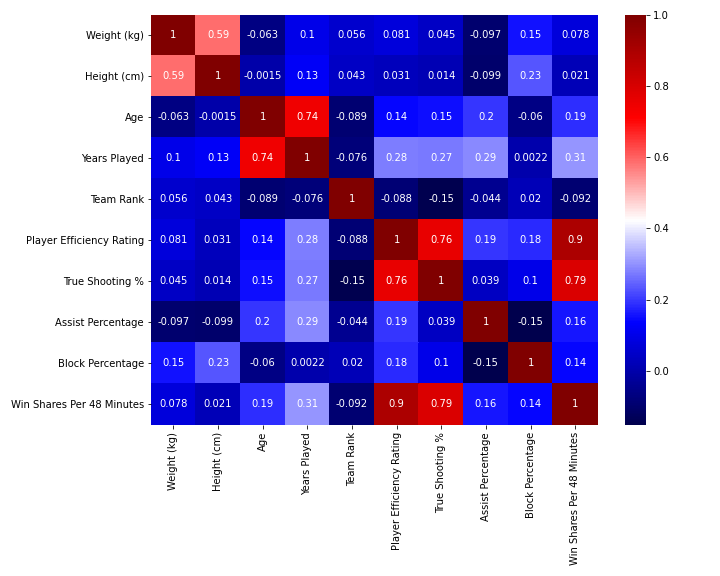 Weight (kg) 1 0.59 -0.063 0.1 0.056 0.081 0.045 -0.097 0.15 0.078
Height (cm) 0.59 1 -0.0015 0.13 0.043 0.031 0.014 -0.099 0.23 0.021
Age -0.063 -0.0015 1 0.74 -0.089 0.14 0.15 0.2 -0.06 0.19
Years Played 0.1 0.13 0.74 1 -0.076 0.28 0.27 0.29 0.0022 0.31
Team Rank 0.056 0.043 -0.089 -0.076 1 -0.088 -0.15 -0.044 0.02 -0.092
Player Efficiency Rating 0.081 0.031 0.14 0.28 -0.088 1 0.76 0.19 0.18 0.9
True Shooting % 0.045 0.014 0.15 0.27 -0.15 0.76 1 0.039 0.1 0.79
Assist Percentage -0.097 -0.099 0.2 0.29 -0.044 0.19 0.039 1 -0.15 0.16
Block Percentage 0.15 0.23 -0.06 0.0022 0.02 0.18 0.1 -0.15 1 0.14
Win Shares Per 48 Minutes 0.078 0.021 0.19 0.31 -0.092 0.9 0.79 0.16 0.14 1
Weight (kg)
Height (cm)
Age
Years Played
Team Rank
Player Efficiency Rating
True Shooting %
Assist Percentage
Block Percentage
Win Shares Per 48 Minutes
1.0
0.8
0.6
0.4
0.2
0.0